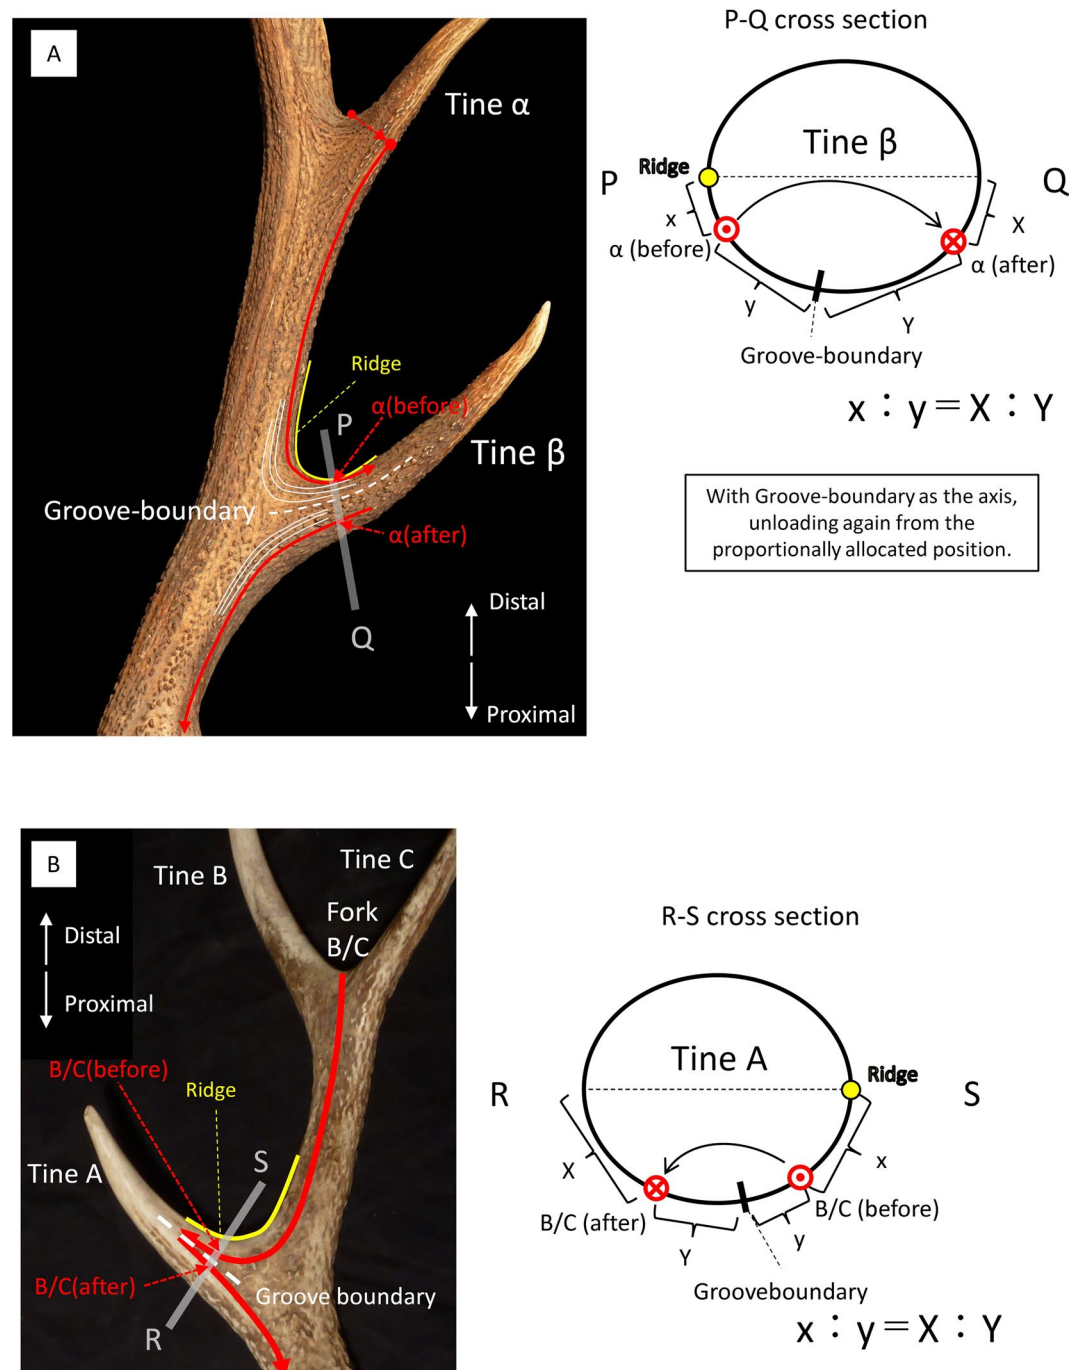 A
Tine α
Ridge
α(before)
P
Tine β
Groove-boundary
α(after)
Q
Distal
Proximal
P-Q cross section
Tine β
Ridge
P
Q
x
X
α (before)
α (after)
y
Y
Groove-boundary
x : y = X : Y
With Groove-boundary as the axis,
unloading again from the
proportionally allocated position.
B
Tine B
Tine C
Fork
B/C
Distal
Proximal
B/C(before)
Ridge
S
Tine A
B/C(after)
Groove boundary
R
R-S cross section
Tine A
Ridge
R
S
X
x
B/C (after)
B/C (before)
Y
y
Grooveboundary
x : y = X : Y